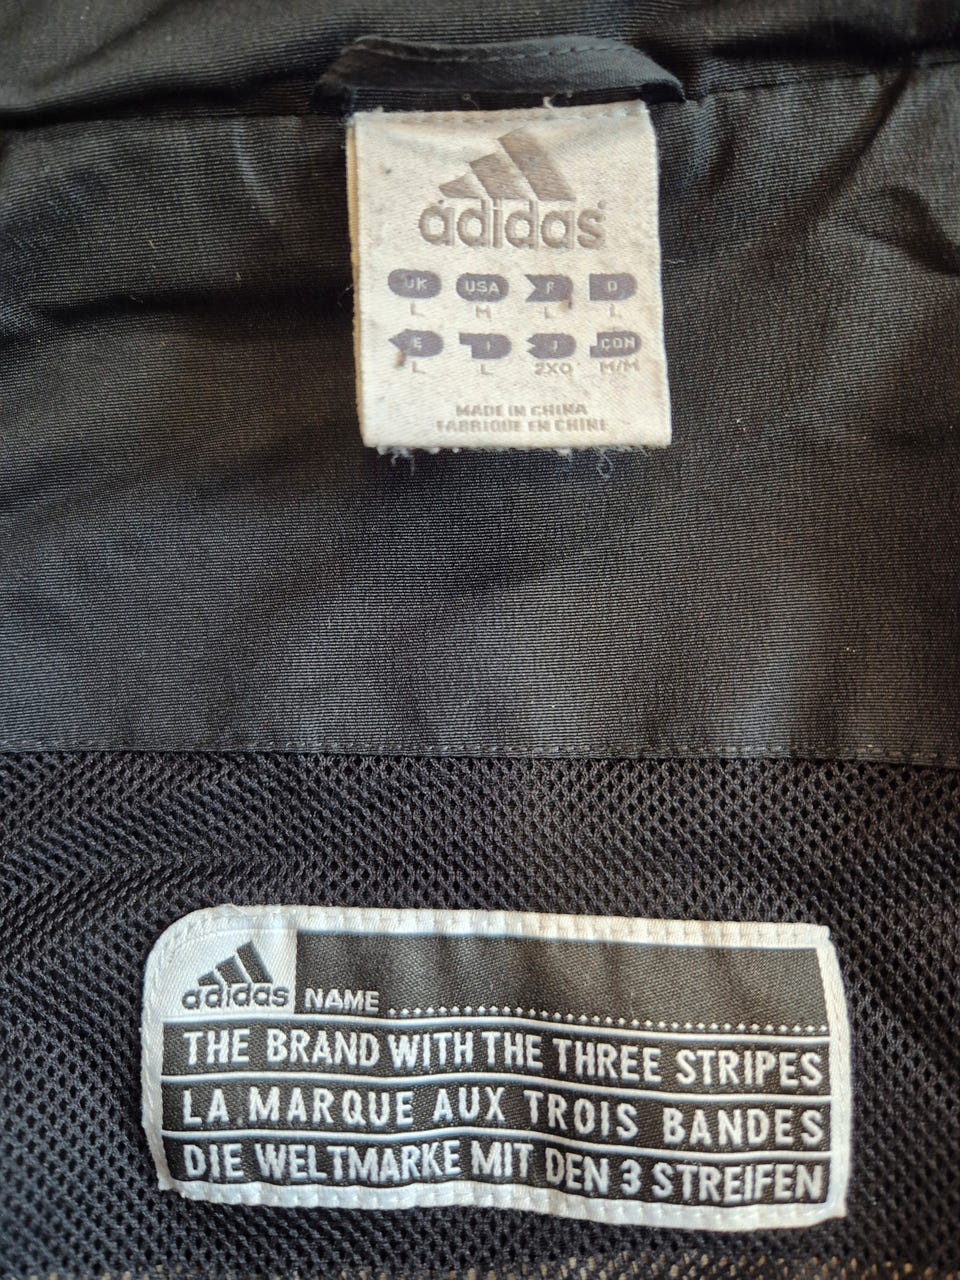 adidas
UK USA F D
L M L L
E I J CDN
L L 2XO M/M
MADE IN CHINA
FABRIQUE EN CHINE
adidas NAME
THE BRAND WITH THE THREE STRIPES
LA MARQUE AUX TROIS BANDES
DIE WELTMARKE MIT DEN 3 STREIFEN